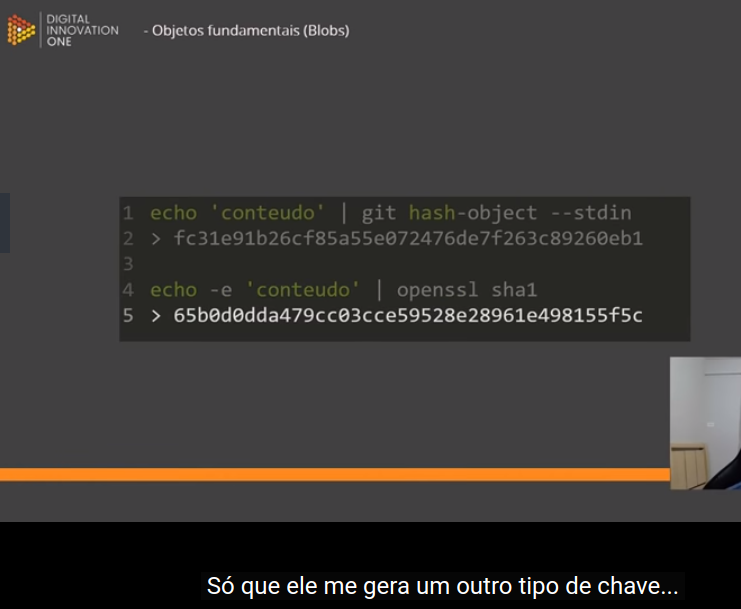 DIGITAL
INNOVATION
ONE
- Objetos fundamentais (Blobs)
1 echo 'conteudo' | git hash-object --stdin
2 > fc31e91b26cf85a55e072476de7f263c89260eb1
3
4 echo -e 'conteudo' | openssl sha1
5 > 65b0d0dda479cc03cce59528e28961e498155f5c
Só que ele me gera um outro tipo de chave...